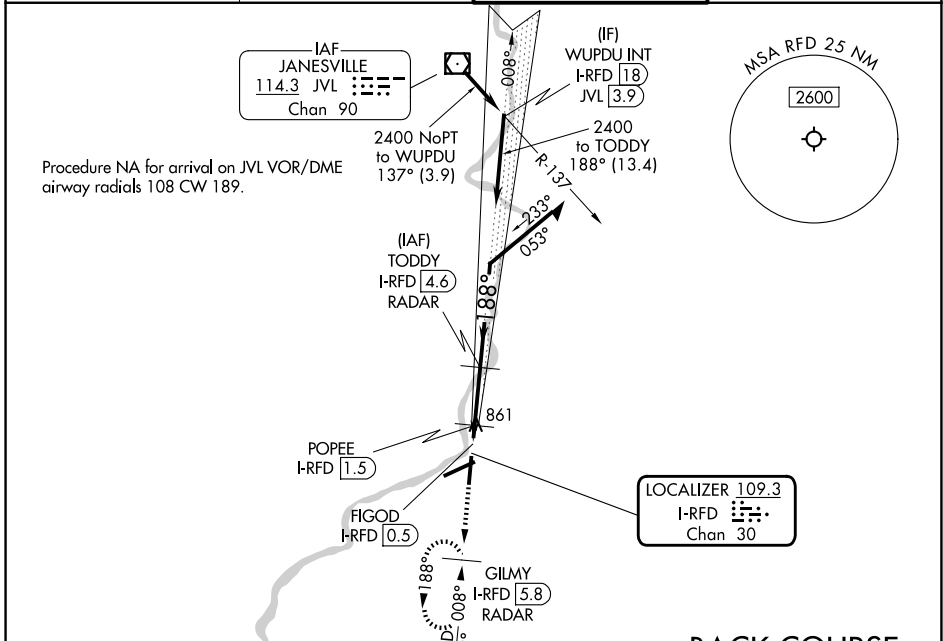 IAF
JANESVILLE
114.3 JVL
Chan 90
(IF)
WUPDU INT
I-RFD 18
JVL 3.9
MSA RFD 25 NM
2600
008°
2400 NoPT
to WUPDU
137° (3.9)
2400
to TODDY
188° (13.4)
R-137
Procedure NA for arrival on JVL VOR/DME
airway radials 108 CW 189.
233°
053°
(IAF)
TODDY
I-RFD 4.6
RADAR
188°
861
POPEE
I-RFD 1.5
LOCALIZER 109.3
I-RFD
Chan 30
FIGOD
I-RFD 0.5
188°
008°
GILMY
I-RFD 5.8
RADAR
BACK COURSE